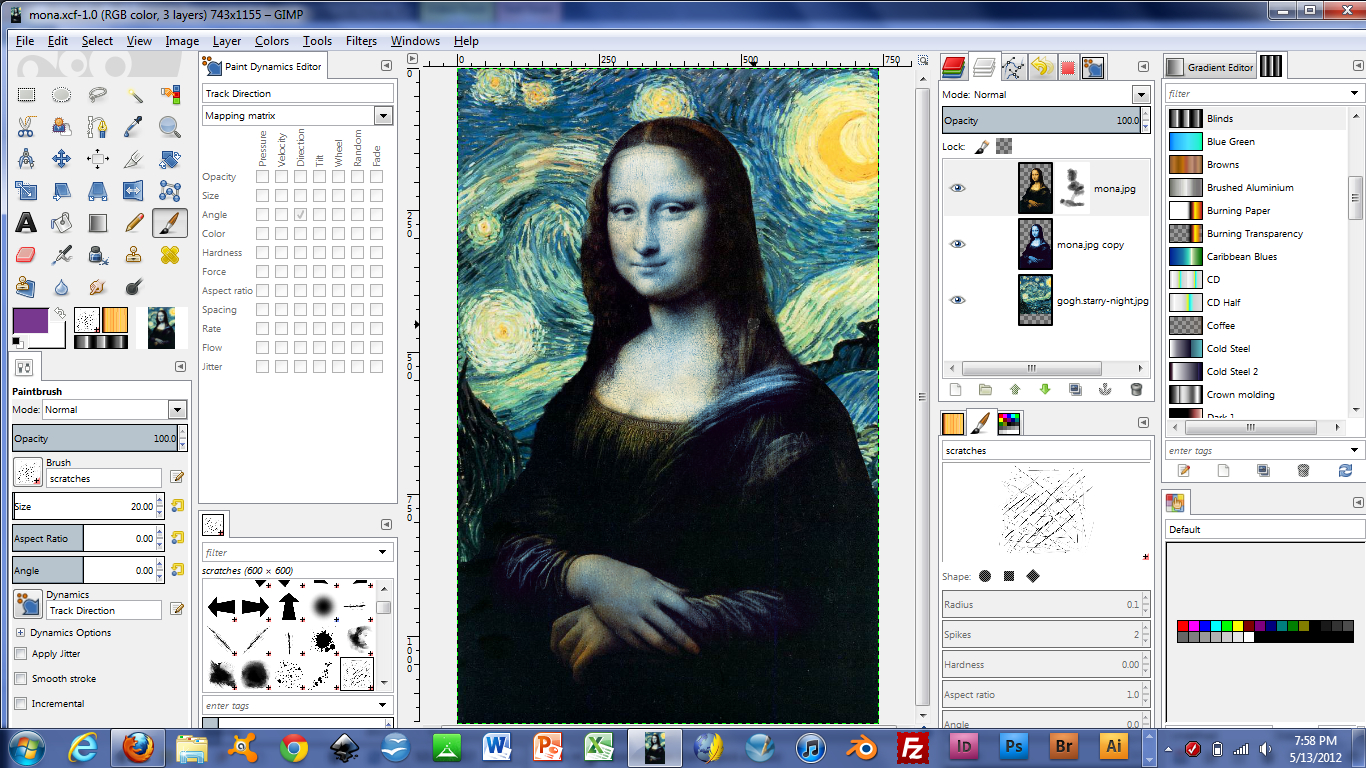 mona.xcf-1.0 (RGB color, 3 layers) 743x1155 – GIMP
File Edit Select View Image Layer Colors Tools Filters Windows Help
Paint Dynamics Editor
Track Direction
Mapping matrix
Pressure Velocity Direction Tilt Wheel Random Fade
Opacity
Size
Angle
Color
Hardness
Force
Aspect ratio
Spacing
Rate
Flow
Jitter
Paintbrush
Mode: Normal
Opacity 100.0
Brush
scratches
Size 20.00
Aspect Ratio 0.00
Angle 0.00
Dynamics
Track Direction
Dynamics Options
Apply Jitter
Smooth stroke
Incremental
filter
scratches (600 × 600)
enter tags
0 250 500 750
0
250
500
750
1000
Mode: Normal
Opacity 100.0
Lock:
mona.jpg
mona.jpg copy
gogh.starry-night.jpg
scratches
Shape:
Radius 0.1
Spikes 2
Hardness 0.00
Aspect ratio 1.0
Angle 0.0
Gradient Editor
filter
Blinds
Blue Green
Browns
Brushed Aluminium
Burning Paper
Burning Transparency
Caribbean Blues
CD
CD Half
Coffee
Cold Steel
Cold Steel 2
Crown molding
Dark 1
enter tags
Default
W P X Fz Id Ps Br Ai
7:58 PM
5/13/2012